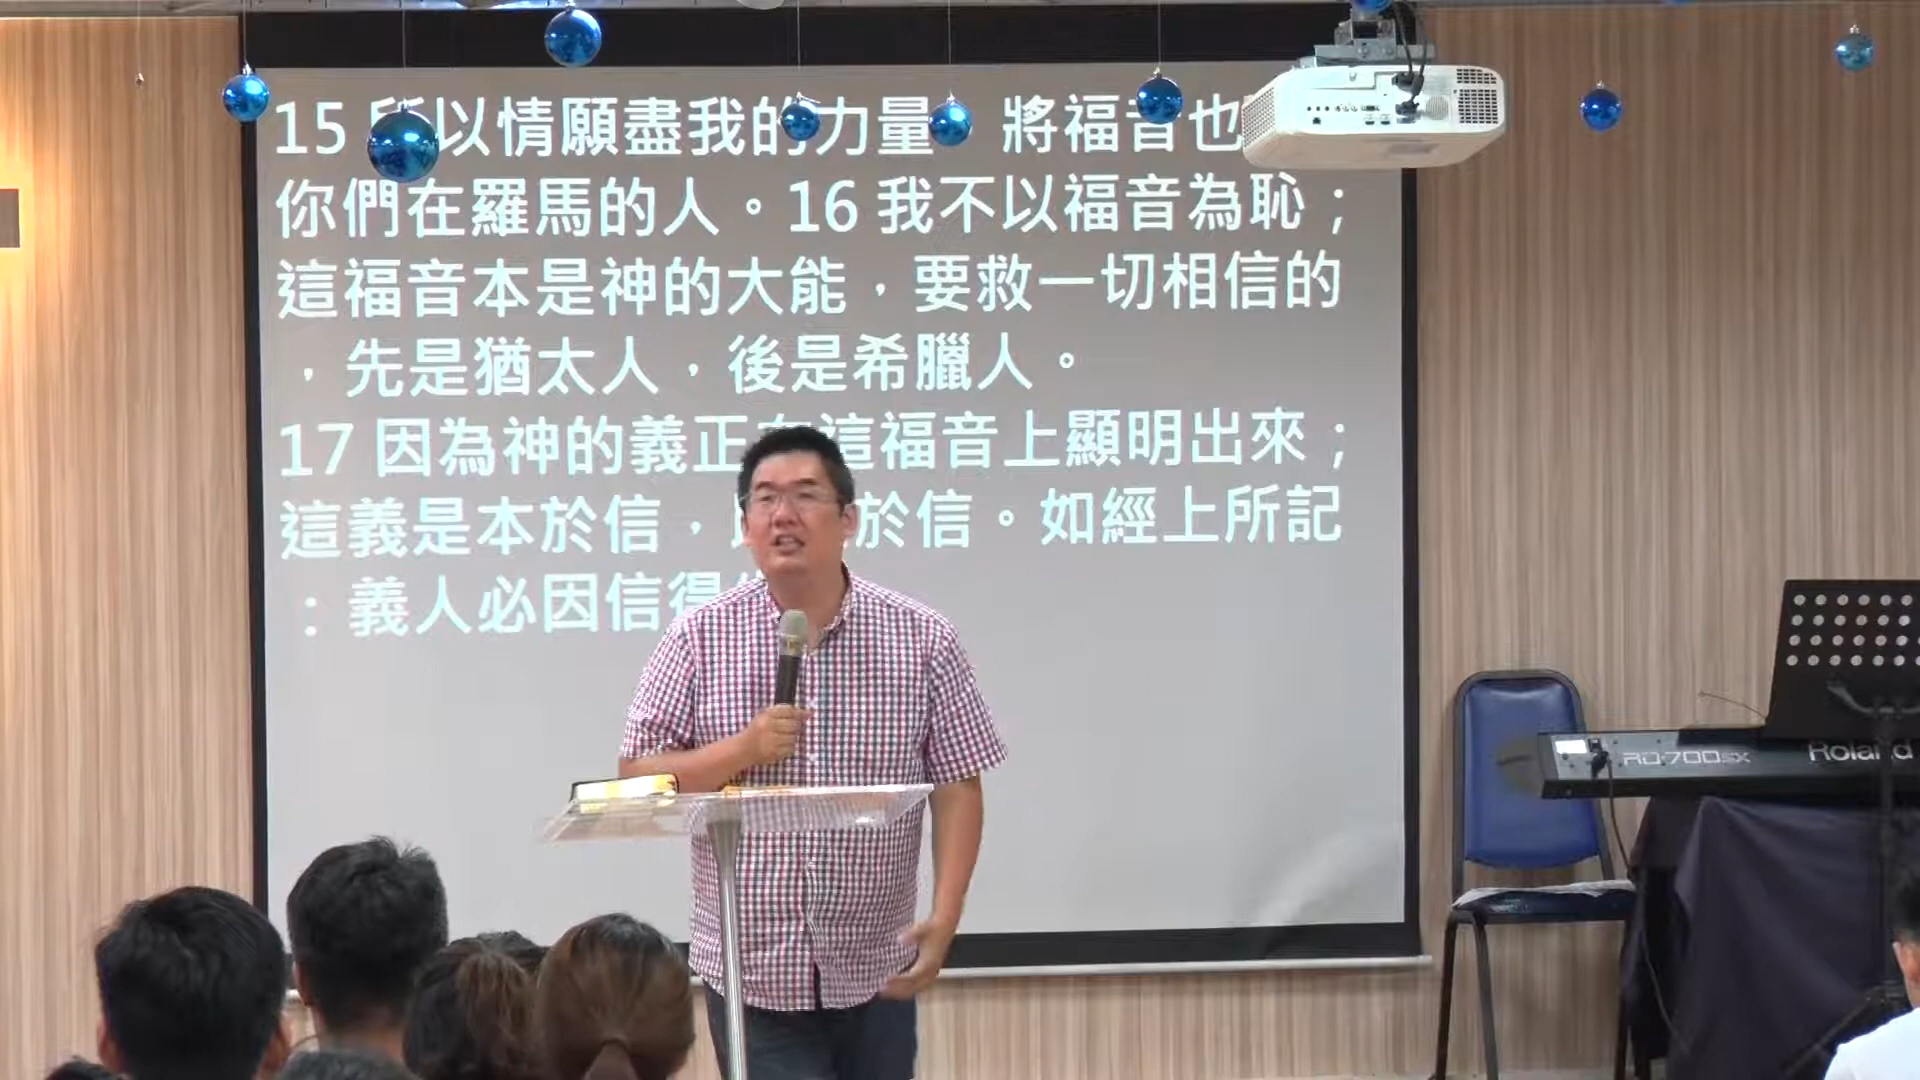 15 所以情願盡我的力量，將福音也
你們在羅馬的人。16 我不以福音為恥；
這福音本是神的大能，要救一切相信的
，先是猶太人，後是希臘人。
17 因為神的義正在這福音上顯明出來；
這義是本於信，以 於信。如經上所記
：義人必因信得
RD-700SX
Roland